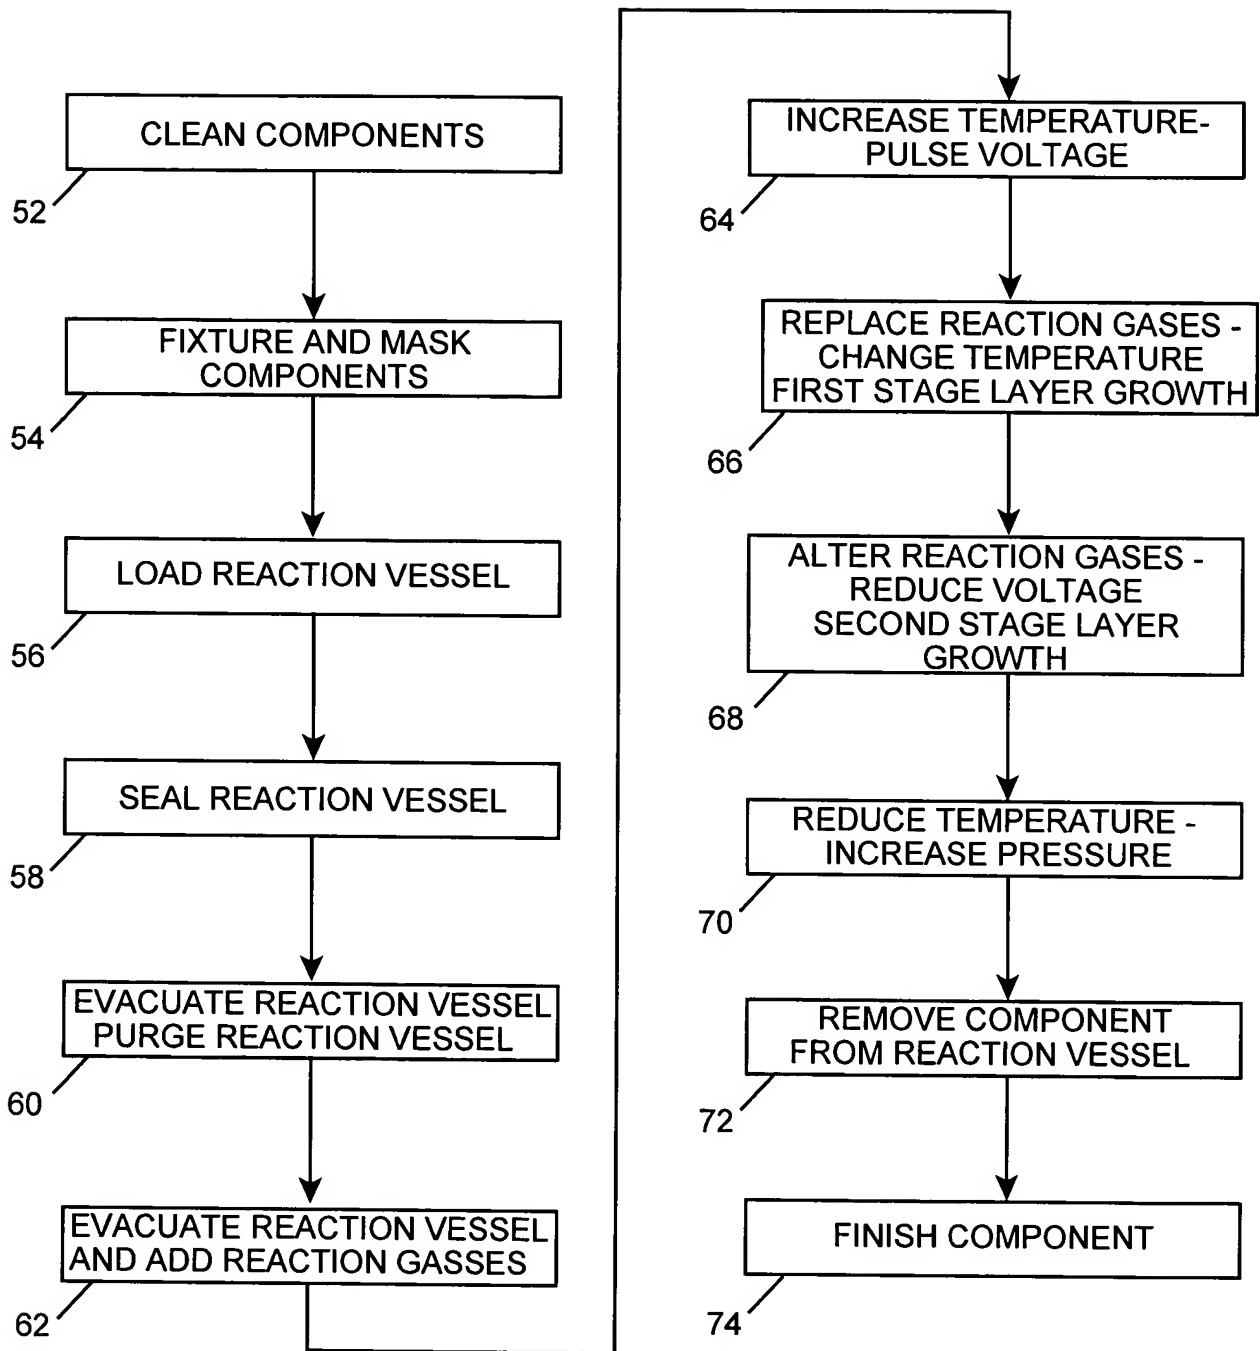 CLEAN COMPONENTS
52
FIXTURE AND MASK
COMPONENTS
54
LOAD REACTION VESSEL
56
SEAL REACTION VESSEL
58
EVACUATE REACTION VESSEL
PURGE REACTION VESSEL
60
EVACUATE REACTION VESSEL
AND ADD REACTION GASSES
62
INCREASE TEMPERATURE-
PULSE VOLTAGE
64
REPLACE REACTION GASES -
CHANGE TEMPERATURE
FIRST STAGE LAYER GROWTH
66
ALTER REACTION GASES -
REDUCE VOLTAGE
SECOND STAGE LAYER
GROWTH
68
REDUCE TEMPERATURE -
INCREASE PRESSURE
70
REMOVE COMPONENT
FROM REACTION VESSEL
72
FINISH COMPONENT
74